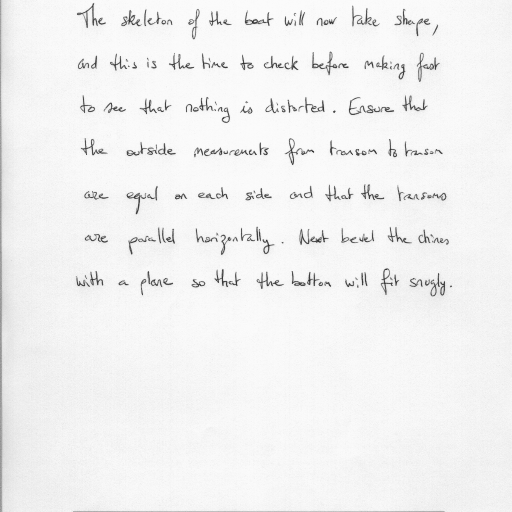 The skeleton of the boat will now take shape,
and this is the time to check before making fast
to see that nothing is distorted. Ensure that
the outside measurements from transom to transom
are equal on each side and that the transoms
are parallel horizontally. Next bevel the chines
with a plane so that the bottom will fit snugly.